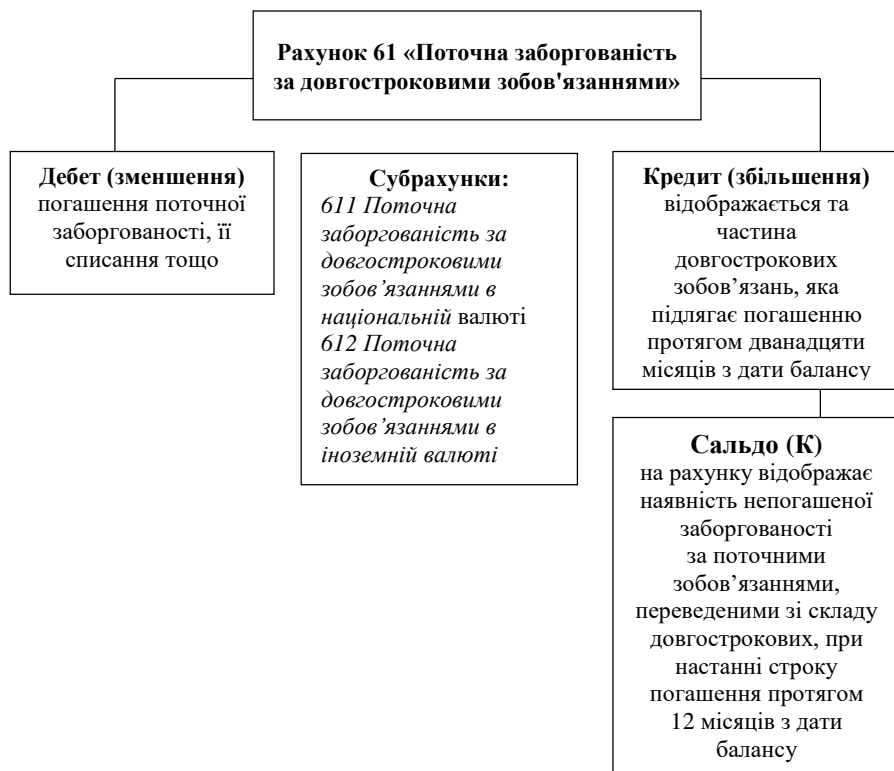 Рахунок 61 «Поточна заборгованість
за довгостроковими зобов'язаннями»
Дебет (зменшення)
погашення поточної
заборгованості, її
списання тощо
Субрахунки:
611 Поточна
заборгованість за
довгостроковими
зобов’язаннями в
національній валюті
612 Поточна
заборгованість за
довгостроковими
зобов’язаннями в
іноземній валюті
Кредит (збільшення)
відображається та
частина
довгострокових
зобов’язань, яка
підлягає погашенню
протягом дванадцяти
місяців з дати балансу
Сальдо (К)
на рахунку відображає
наявність непогашеної
заборгованості
за поточними
зобов’язаннями,
переведеними зі складу
довгострокових, при
настанні строку
погашення протягом
12 місяців з дати
балансу